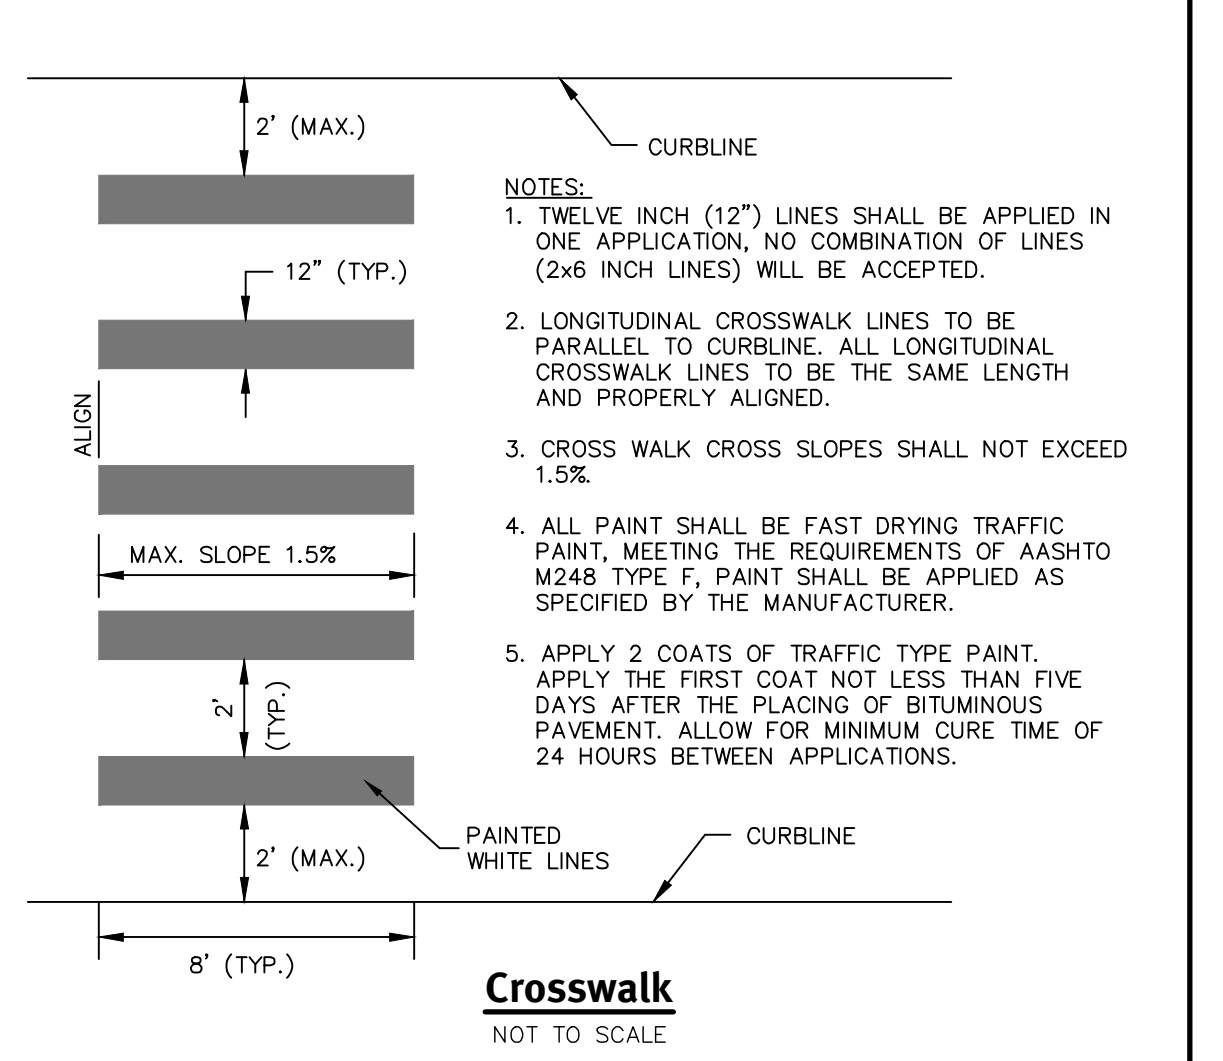 2' (MAX.)
CURBLINE
NOTES:
1. TWELVE INCH (12") LINES SHALL BE APPLIED IN
ONE APPLICATION, NO COMBINATION OF LINES
(2x6 INCH LINES) WILL BE ACCEPTED.
12" (TYP.)
2. LONGITUDINAL CROSSWALK LINES TO BE
PARALLEL TO CURBLINE. ALL LONGITUDINAL
CROSSWALK LINES TO BE THE SAME LENGTH
AND PROPERLY ALIGNED.
ALIGN
3. CROSS WALK CROSS SLOPES SHALL NOT EXCEED
1.5%.
MAX. SLOPE 1.5%
4. ALL PAINT SHALL BE FAST DRYING TRAFFIC
PAINT, MEETING THE REQUIREMENTS OF AASHTO
M248 TYPE F, PAINT SHALL BE APPLIED AS
SPECIFIED BY THE MANUFACTURER.
5. APPLY 2 COATS OF TRAFFIC TYPE PAINT.
APPLY THE FIRST COAT NOT LESS THAN FIVE
DAYS AFTER THE PLACING OF BITUMINOUS
PAVEMENT. ALLOW FOR MINIMUM CURE TIME OF
24 HOURS BETWEEN APPLICATIONS.
2'
(TYP.)
PAINTED
WHITE LINES
CURBLINE
2' (MAX.)
8' (TYP.)
Crosswalk
NOT TO SCALE